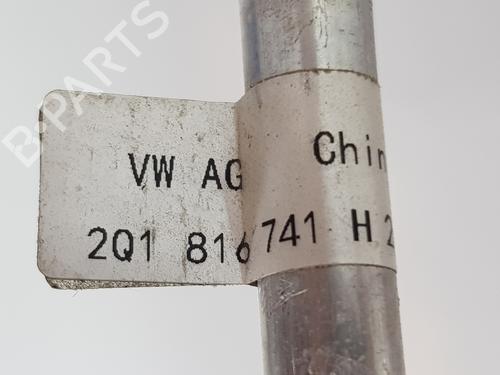 B-PARTS
VW AG Chin
2Q1 816 741 H 2